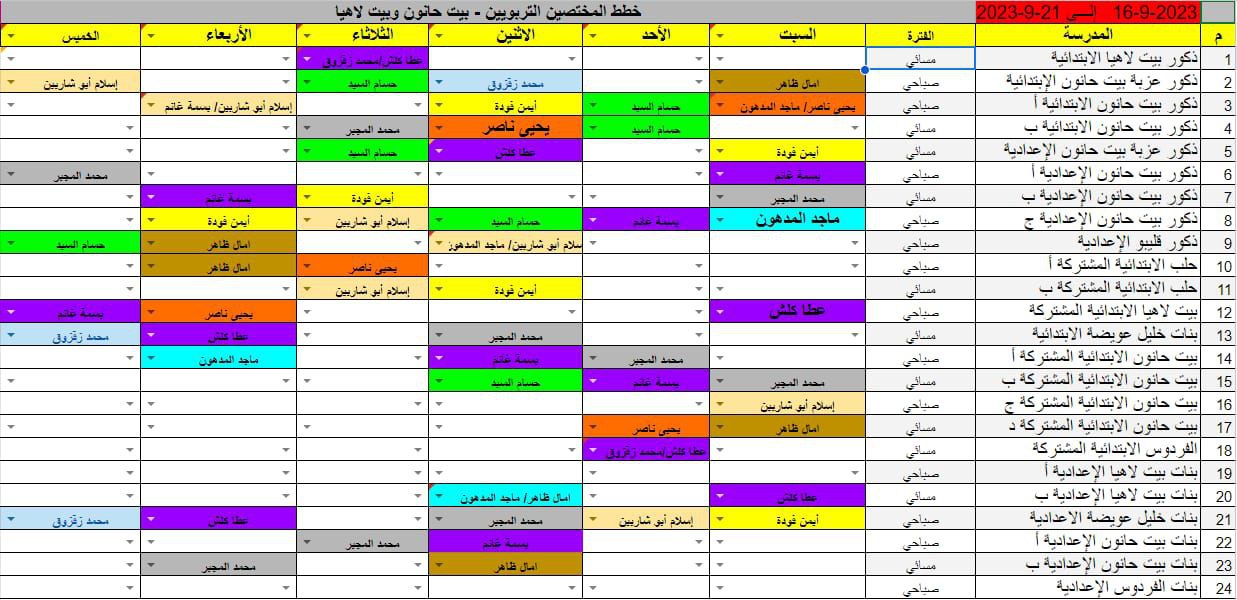 خطط المختصين التربويين - بيت حانون وبيت لاهيا 16-9-2023 الى 21-9-2023
م المدرسة الفترة السبت الأحد الاثنين الثلاثاء الأربعاء الخميس
1 ذكور بيت لاهيا الابتدائية مسائي عطا كلش/محمد زقزوق
2 ذكور عزبة بيت حانون الإبتدائية صباحي امال ظاهر محمد زقزوق حسام السيد إسلام أبو شاربين
3 ذكور بيت حانون الابتدائية أ صباحي يحيى ناصر/ ماجد المدهون حسام السيد أيمن فودة إسلام أبو شاربين/ بسمة غانم
4 ذكور بيت حانون الابتدائية ب مسائي حسام السيد يحيى ناصر محمد المجبر
5 ذكور عزبة بيت حانون الإعدادية مسائي أيمن فودة عطا كلش حسام السيد
6 ذكور بيت حانون الإعدادية أ صباحي بسمة غانم محمد المجبر
7 ذكور بيت حانون الإعدادية ب مسائي محمد المجبر أيمن فودة بسمة غانم
8 ذكور بيت حانون الإعدادية ج صباحي ماجد المدهون بسمة غانم حسام السيد إسلام أبو شاربين أيمن فودة
9 ذكور قليبو الإعدادية صباحي سلام أبو شاربين/ ماجد المدهون امال ظاهر حسام السيد
10 حلب الابتدائية المشتركة أ صباحي يحيى ناصر امال ظاهر
11 حلب الابتدائية المشتركة ب مسائي أيمن فودة إسلام أبو شاربين
12 بيت لاهيا الابتدائية المشتركة صباحي عطا كلش يحيى ناصر بسمة غانم
13 بنات خليل عويضة الابتدائية مسائي محمد المجبر عطا كلش محمد زقزوق
14 بيت حانون الابتدائية المشتركة أ صباحي محمد المجبر بسمة غانم ماجد المدهون
15 بيت حانون الابتدائية المشتركة ب مسائي محمد المجبر بسمة غانم حسام السيد
16 بيت حانون الابتدائية المشتركة ج صباحي إسلام أبو شاربين
17 بيت حانون الابتدائية المشتركة د مسائي امال ظاهر يحيى ناصر
18 الفردوس الابتدائية المشتركة مسائي عطا كلش/محمد زقزوق
19 بنات بيت لاهيا الإعدادية أ صباحي
20 بنات بيت لاهيا الإعدادية ب مسائي عطا كلش امال ظاهر/ ماجد المدهون
21 بنات خليل عويضة الاعدادية صباحي أيمن فودة إسلام أبو شاربين محمد المجبر عطا كلش محمد زقزوق
22 بنات بيت حانون الإعدادية أ صباحي بسمة غانم محمد المجبر
23 بنات بيت حانون الإعدادية ب مسائي امال ظاهر محمد المجبر
24 بنات الفردوس الإعدادية صباحي